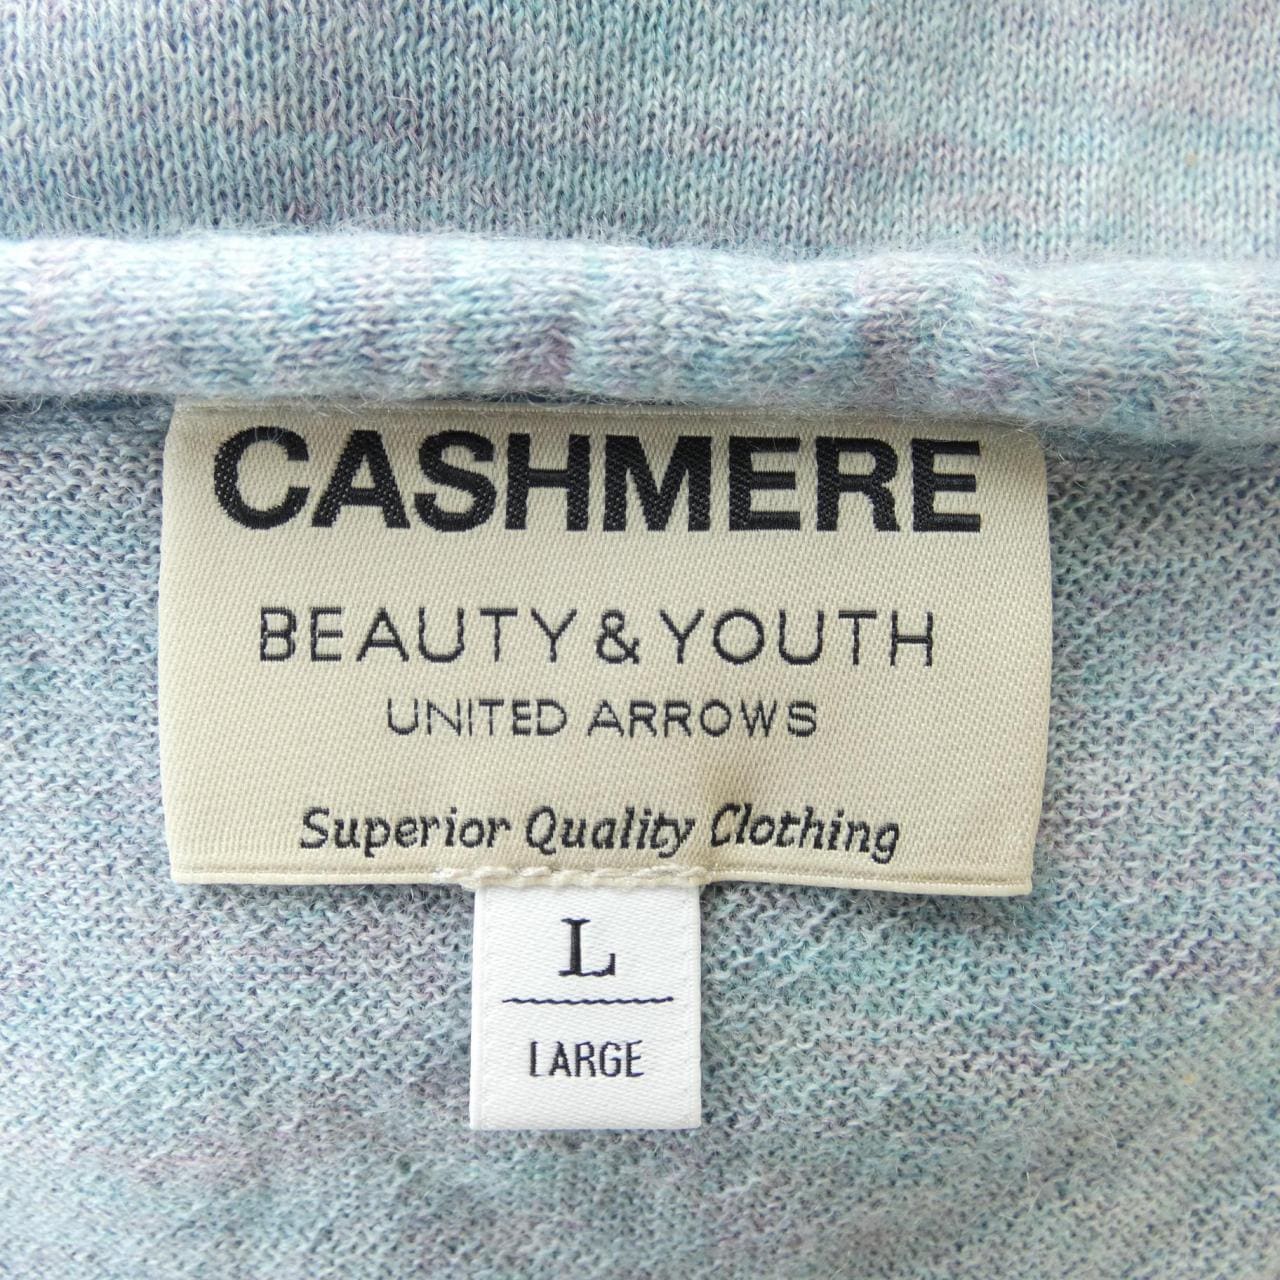 CASHMERE
BEAUTY & YOUTH
UNITED ARROWS
Superior Quality Clothing
L
LARGE